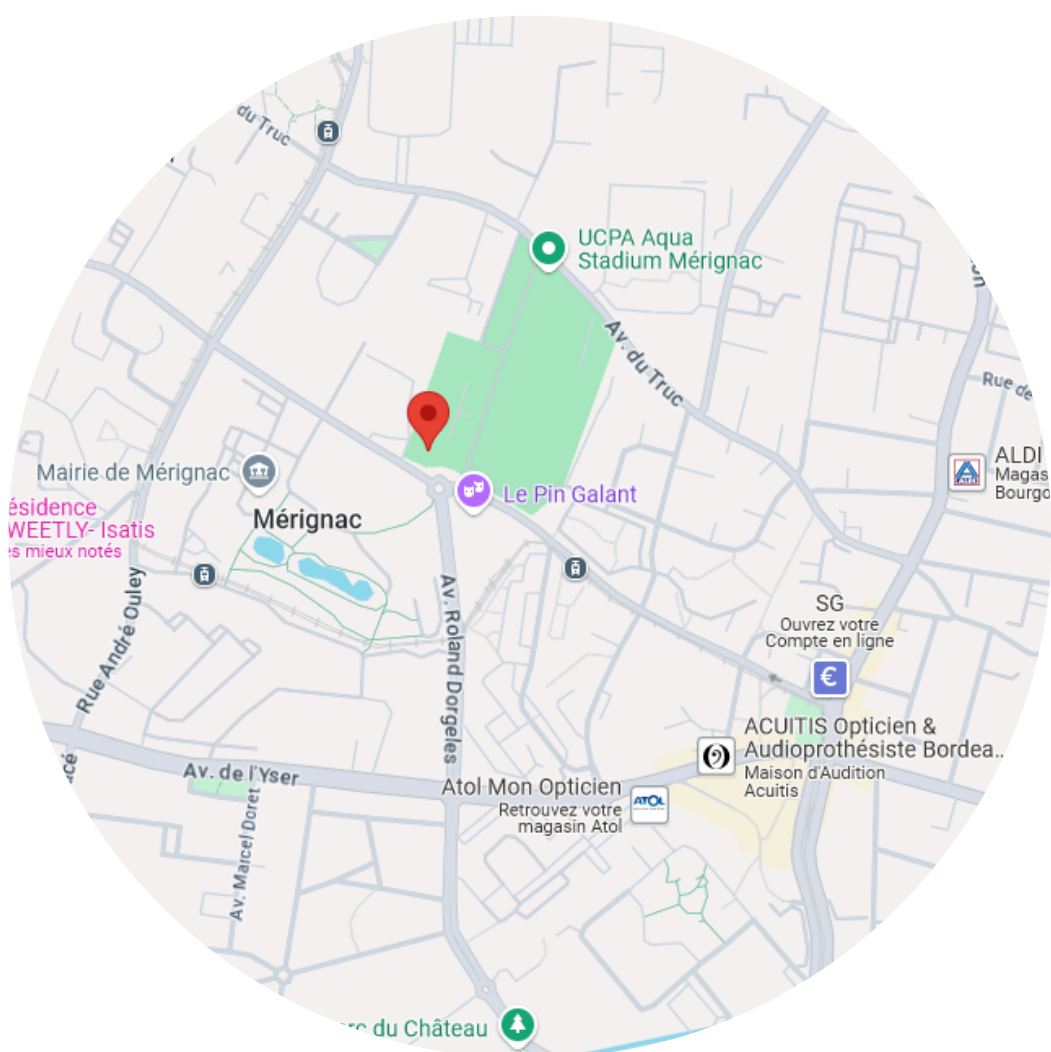 du Truc
UCPA Aqua
Stadium Mérignac
Av. du Truc
Rue de
ALDI
Magas
Bourgo
Mairie de Mérignac
Le Pin Galant
ésidence
WEETLY- Isatis
es mieux notés
Mérignac
SG
Ouvrez votre
Compte en ligne
€
Rue André Ouley
Av. Roland Dorgeles
ACUITIS Opticien &
Audioprothésiste Bordea...
Maison d'Audition
Acuitis
Av. de l'Yser
Atol Mon Opticien
Retrouvez votre
magasin Atol
ATOL
Av. Marcel Doret
rc du Château